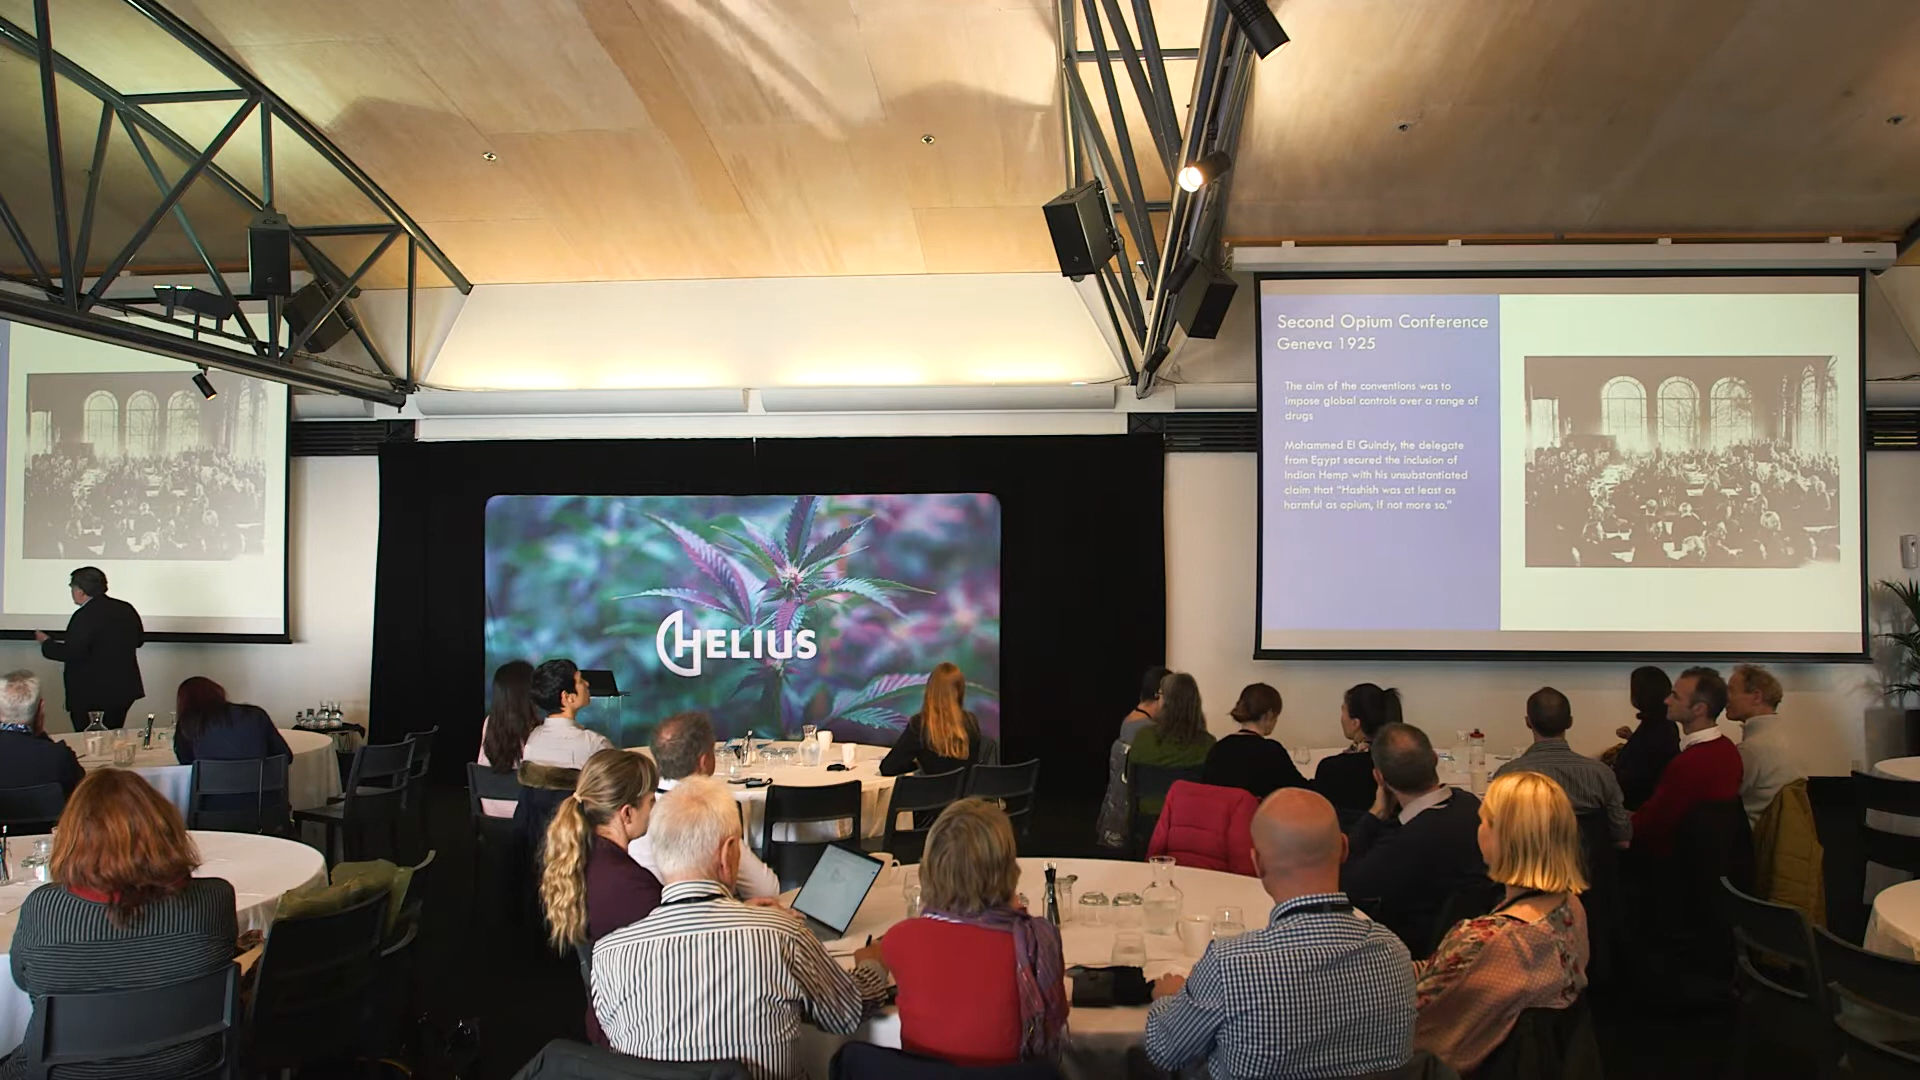 HELIUS
Second Opium Conference
Geneva 1925
The aim of the conventions was to
impose global controls over a range of
drugs
Mohammed El Guindy, the delegate
from Egypt secured the inclusion of
Indian Hemp with his unsubstantiated
claim that "Hashish was at least as
harmful as opium, if not more so."